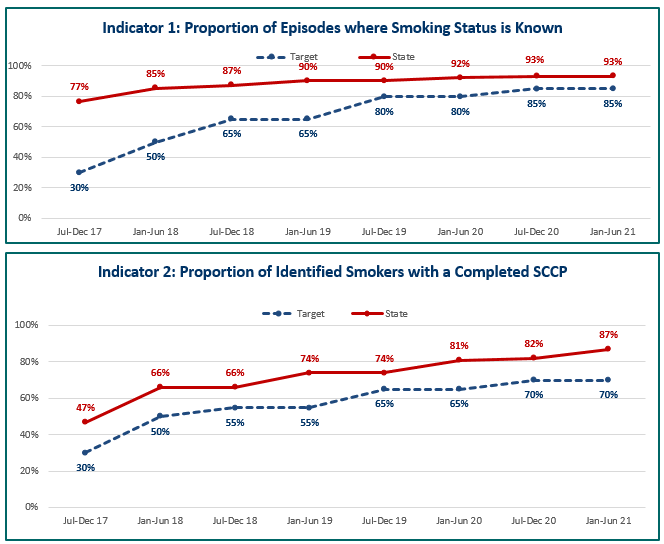 Indicator 1: Proportion of Episodes where Smoking Status is Known
Target State
77% 85% 87% 90% 90% 92% 93% 93%
100%
80%
60%
40%
20%
0%
30% 50% 65% 65% 80% 80% 85% 85%
Jul-Dec 17 Jan-Jun 18 Jul-Dec 18 Jan-Jun 19 Jul-Dec 19 Jan-Jun 20 Jul-Dec 20 Jan-Jun 21
Indicator 2: Proportion of Identified Smokers with a Completed SCCP
Target State
100%
80%
60%
40%
20%
0%
47% 66% 66% 74% 74% 81% 82% 87%
30% 50% 55% 55% 65% 65% 70% 70%
Jul-Dec 17 Jan-Jun 18 Jul-Dec 18 Jan-Jun 19 Jul-Dec 19 Jan-Jun 20 Jul-Dec 20 Jan-Jun 21